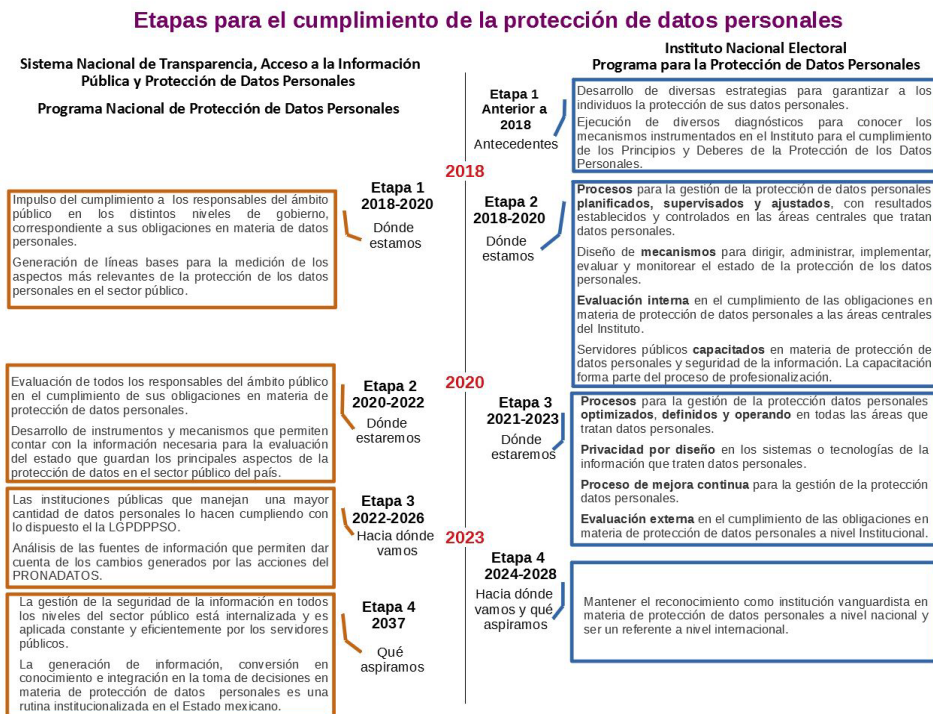 Etapas para el cumplimiento de la protección de datos personales
Sistema Nacional de Transparencia, Acceso a la Información
Pública y Protección de Datos Personales
Programa Nacional de Protección de Datos Personales
Impulso del cumplimiento a los responsables del ámbito
público en los distintos niveles de gobierno,
correspondiente a sus obligaciones en materia de datos
personales.
Generación de líneas bases para la medición de los
aspectos más relevantes de la protección de los datos
personales en el sector público.
Etapa 1
2018-2020
Dónde
estamos
Evaluación de todos los responsables del ámbito público
en el cumplimiento de sus obligaciones en materia de
protección de datos personales.
Desarrollo de instrumentos y mecanismos que permiten
contar con la información necesaria para la evaluación
del estado que guardan los principales aspectos de la
protección de datos en el sector público del país.
Etapa 2
2020-2022
Dónde
estaremos
Las instituciones públicas que manejan una mayor
cantidad de datos personales lo hacen cumpliendo con
lo dispuesto el la LGPDPPSO.
Análisis de las fuentes de información que permiten dar
cuenta de los cambios generados por las acciones del
PRONADATOS.
Etapa 3
2022-2026
Hacia dónde
vamos
La gestión de la seguridad de la información en todos
los niveles del sector público está internalizada y es
aplicada constante y eficientemente por los servidores
públicos.
La generación de información, conversión en
conocimiento e integración en la toma de decisiones en
materia de protección de datos personales es una
rutina institucionalizada en el Estado mexicano.
Etapa 4
2037
Qué
aspiramos
2018
2020
2023
Instituto Nacional Electoral
Programa para la Protección de Datos Personales
Etapa 1
Anterior a
2018
Antecedentes
Desarrollo de diversas estrategias para garantizar a los
individuos la protección de sus datos personales.
Ejecución de diversos diagnósticos para conocer los
mecanismos instrumentados en el Instituto para el cumplimiento
de los Principios y Deberes de la Protección de los Datos
Personales.
Etapa 2
2018-2020
Dónde
estamos
Procesos para la gestión de la protección de datos personales
planificados, supervisados y ajustados, con resultados
establecidos y controlados en las áreas centrales que tratan
datos personales.
Diseño de mecanismos para dirigir, administrar, implementar,
evaluar y monitorear el estado de la protección de los datos
personales.
Evaluación interna en el cumplimiento de las obligaciones en
materia de protección de datos personales a las áreas centrales
del Instituto.
Servidores públicos capacitados en materia de protección de
datos personales y seguridad de la información. La capacitación
forma parte del proceso de profesionalización.
Etapa 3
2021-2023
Dónde
estaremos
Procesos para la gestión de la protección datos personales
optimizados, definidos y operando en todas las áreas que
tratan datos personales.
Privacidad por diseño en los sistemas o tecnologías de la
información que traten datos personales.
Proceso de mejora continua para la gestión de la protección
datos personales.
Evaluación externa en el cumplimiento de las obligaciones en
materia de protección de datos personales a nivel Institucional.
Etapa 4
2024-2028
Hacia dónde
vamos y qué
aspiramos
Mantener el reconocimiento como institución vanguardista en
materia de protección de datos personales a nivel nacional y
ser un referente a nivel internacional.